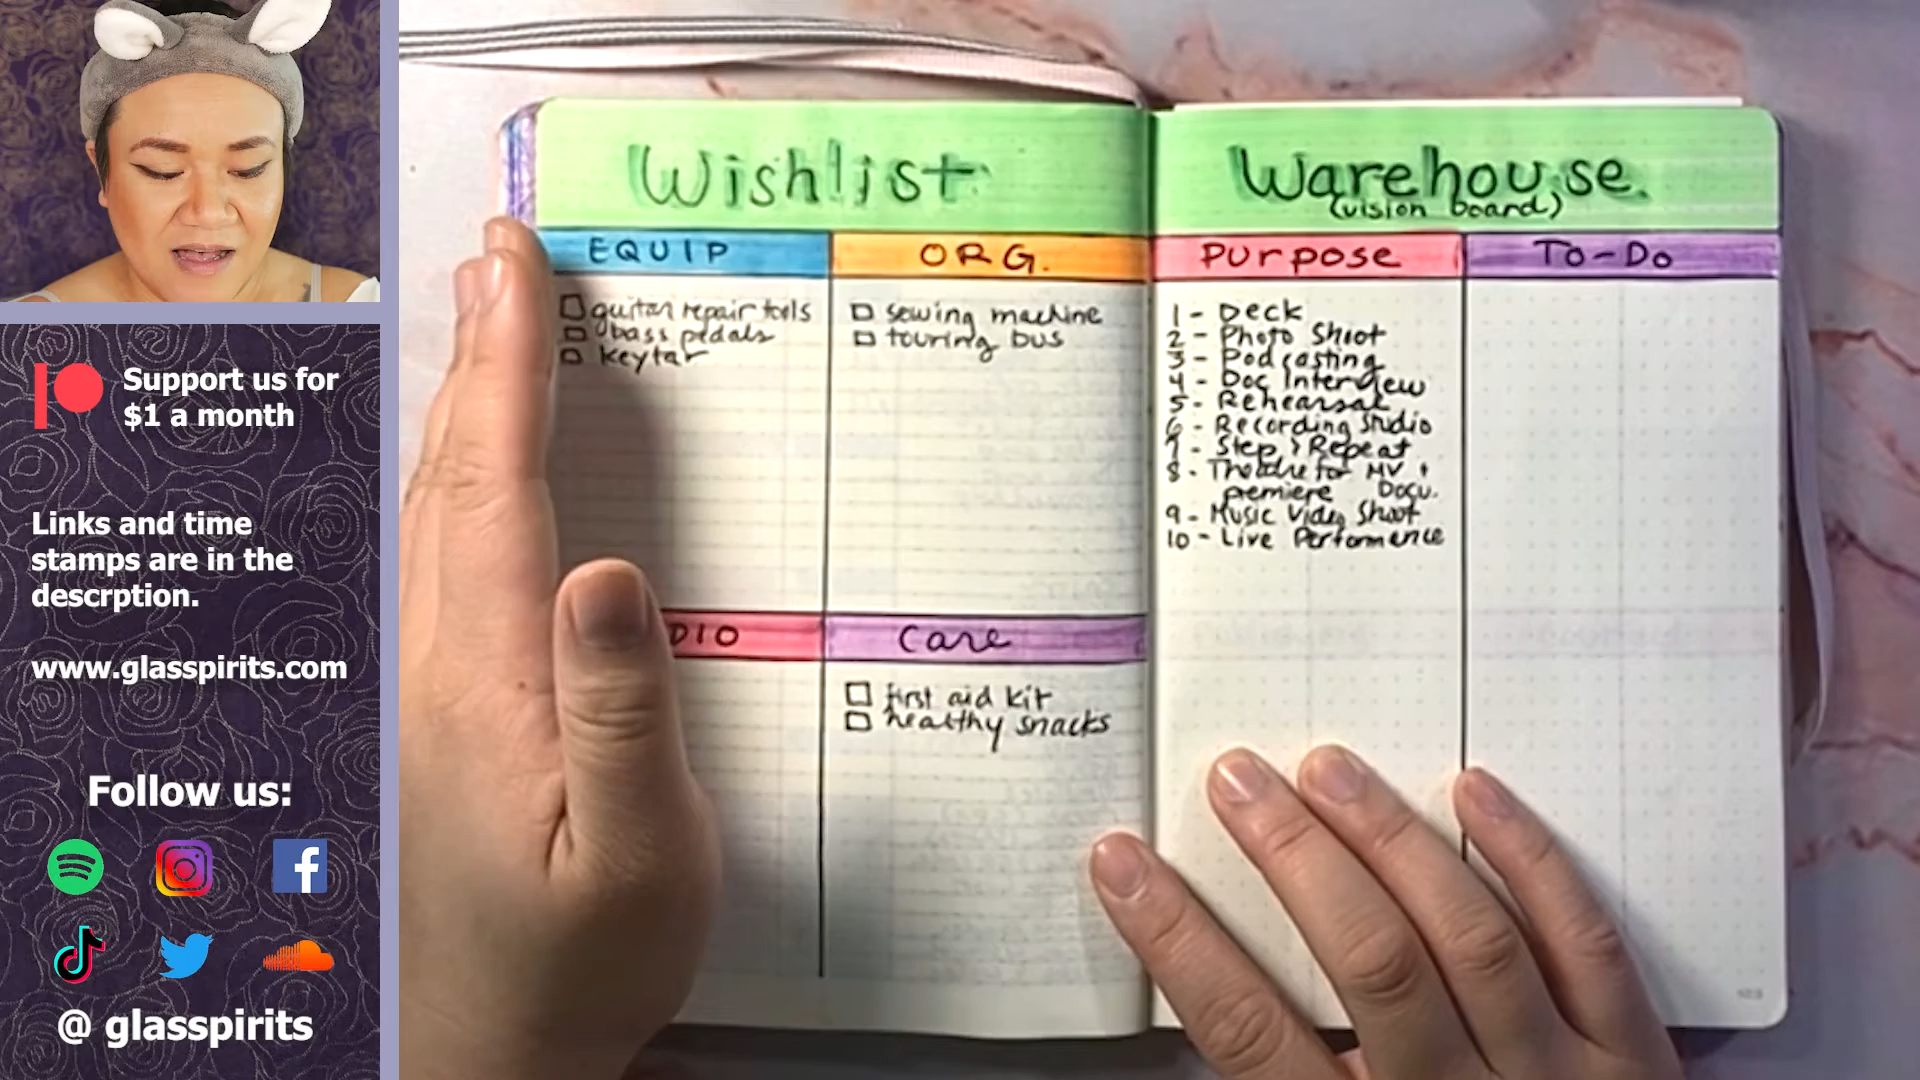 Support us for
$1 a month
Links and time
stamps are in the
descrption.
www.glasspirits.com
Follow us:
@ glasspirits
Wishlist
EQUIP
guitar repair tools
bass pedals
keytar
ORG.
sewing machine
touring bus
DIO
Care
first aid kit
healthy snacks
Warehouse.
(vision board)
Purpose
1 - Deck
2 - Photo Shoot
3 - Podcasting
4 - Doc Interview
5 - Rehearsal
6 - Recording Studio
7 - Step & Repeat
8 - Theatre for MV +
premiere Docu.
9 - Music Video Shoot
10 - Live Performance
To-Do